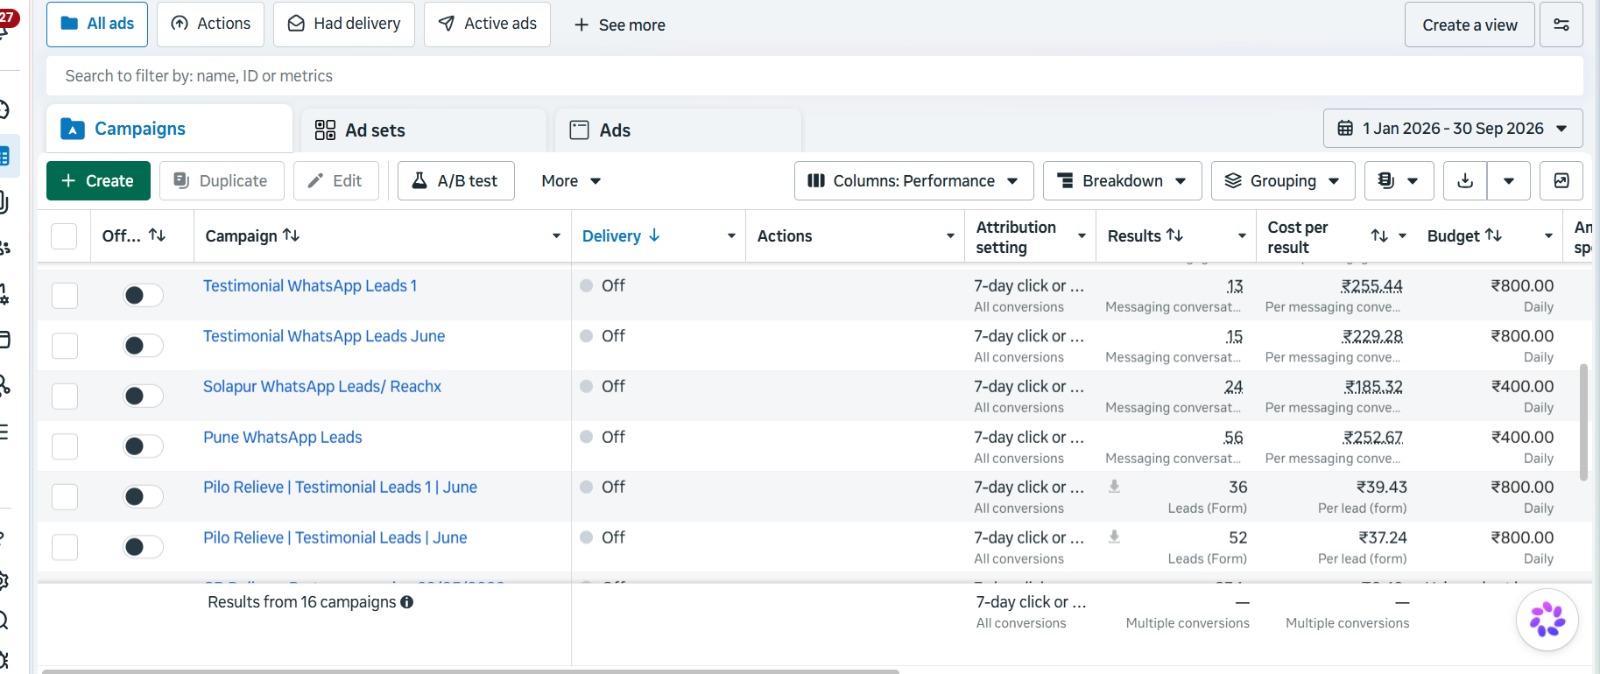 27
All ads
Actions
Had delivery
Active ads
+ See more
Create a view
Search to filter by: name, ID or metrics
Campaigns
Ad sets
Ads
1 Jan 2026 - 30 Sep 2026
+ Create
Duplicate
Edit
A/B test
More
Columns: Performance
Breakdown
Grouping
Off... Campaign Delivery Actions Attribution setting Results Cost per result Budget
Testimonial WhatsApp Leads 1 Off 7-day click or ... 13 ₹255.44 ₹800.00
All conversions Messaging conversat... Per messaging conve... Daily
Testimonial WhatsApp Leads June Off 7-day click or ... 15 ₹229.28 ₹800.00
All conversions Messaging conversat... Per messaging conve... Daily
Solapur WhatsApp Leads/ Reachx Off 7-day click or ... 24 ₹185.32 ₹400.00
All conversions Messaging conversat... Per messaging conve... Daily
Pune WhatsApp Leads Off 7-day click or ... 56 ₹252.67 ₹400.00
All conversions Messaging conversat... Per messaging conve... Daily
Pilo Relieve | Testimonial Leads 1 | June Off 7-day click or ... 36 ₹39.43 ₹800.00
All conversions Leads (Form) Per lead (form) Daily
Pilo Relieve | Testimonial Leads | June Off 7-day click or ... 52 ₹37.24 ₹800.00
All conversions Leads (Form) Per lead (form) Daily
Results from 16 campaigns 7-day click or ... — —
All conversions Multiple conversions Multiple conversions